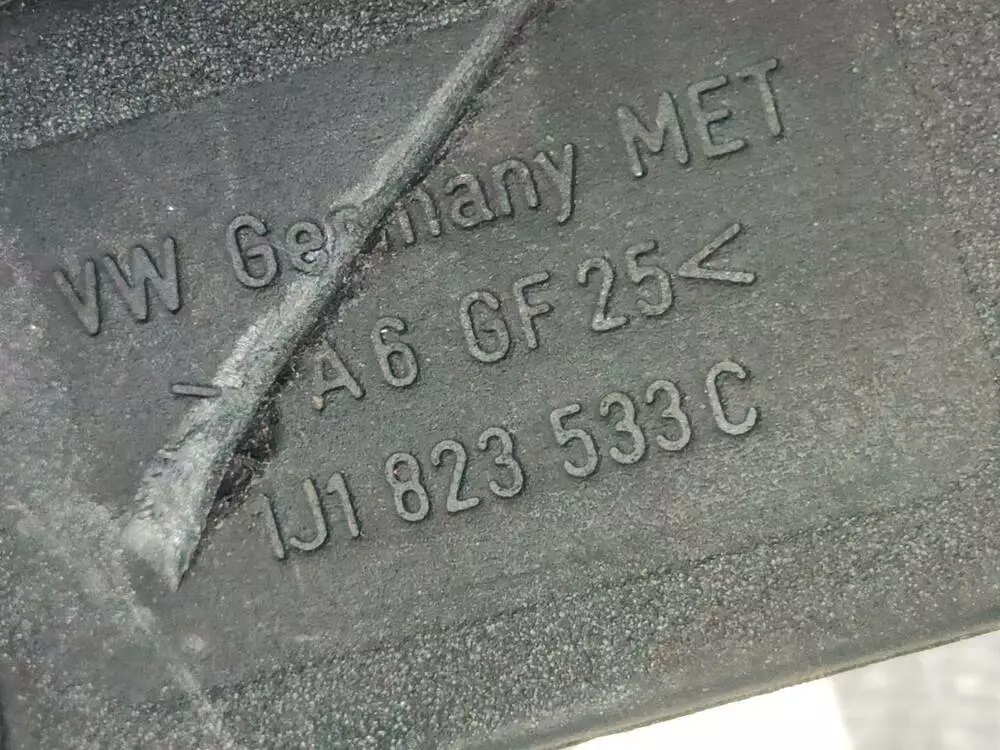 VW Germany MET
> A6 GF 25<
1J1 823 533 C